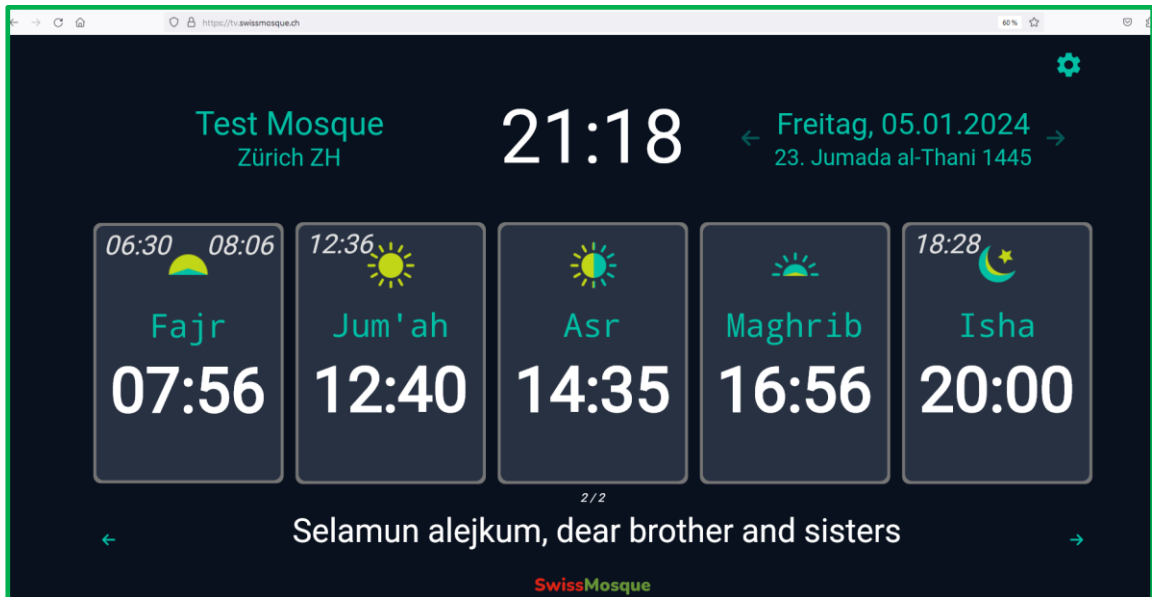 https://tv.swissmosque.ch
60 %
Test Mosque
Zürich ZH
21:18
Freitag, 05.01.2024
23. Jumada al-Thani 1445
06:30 08:06
Fajr
07:56
12:36
Jum'ah
12:40
Asr
14:35
Maghrib
16:56
18:28
Isha
20:00
2/2
Selamun alejkum, dear brother and sisters
SwissMosque